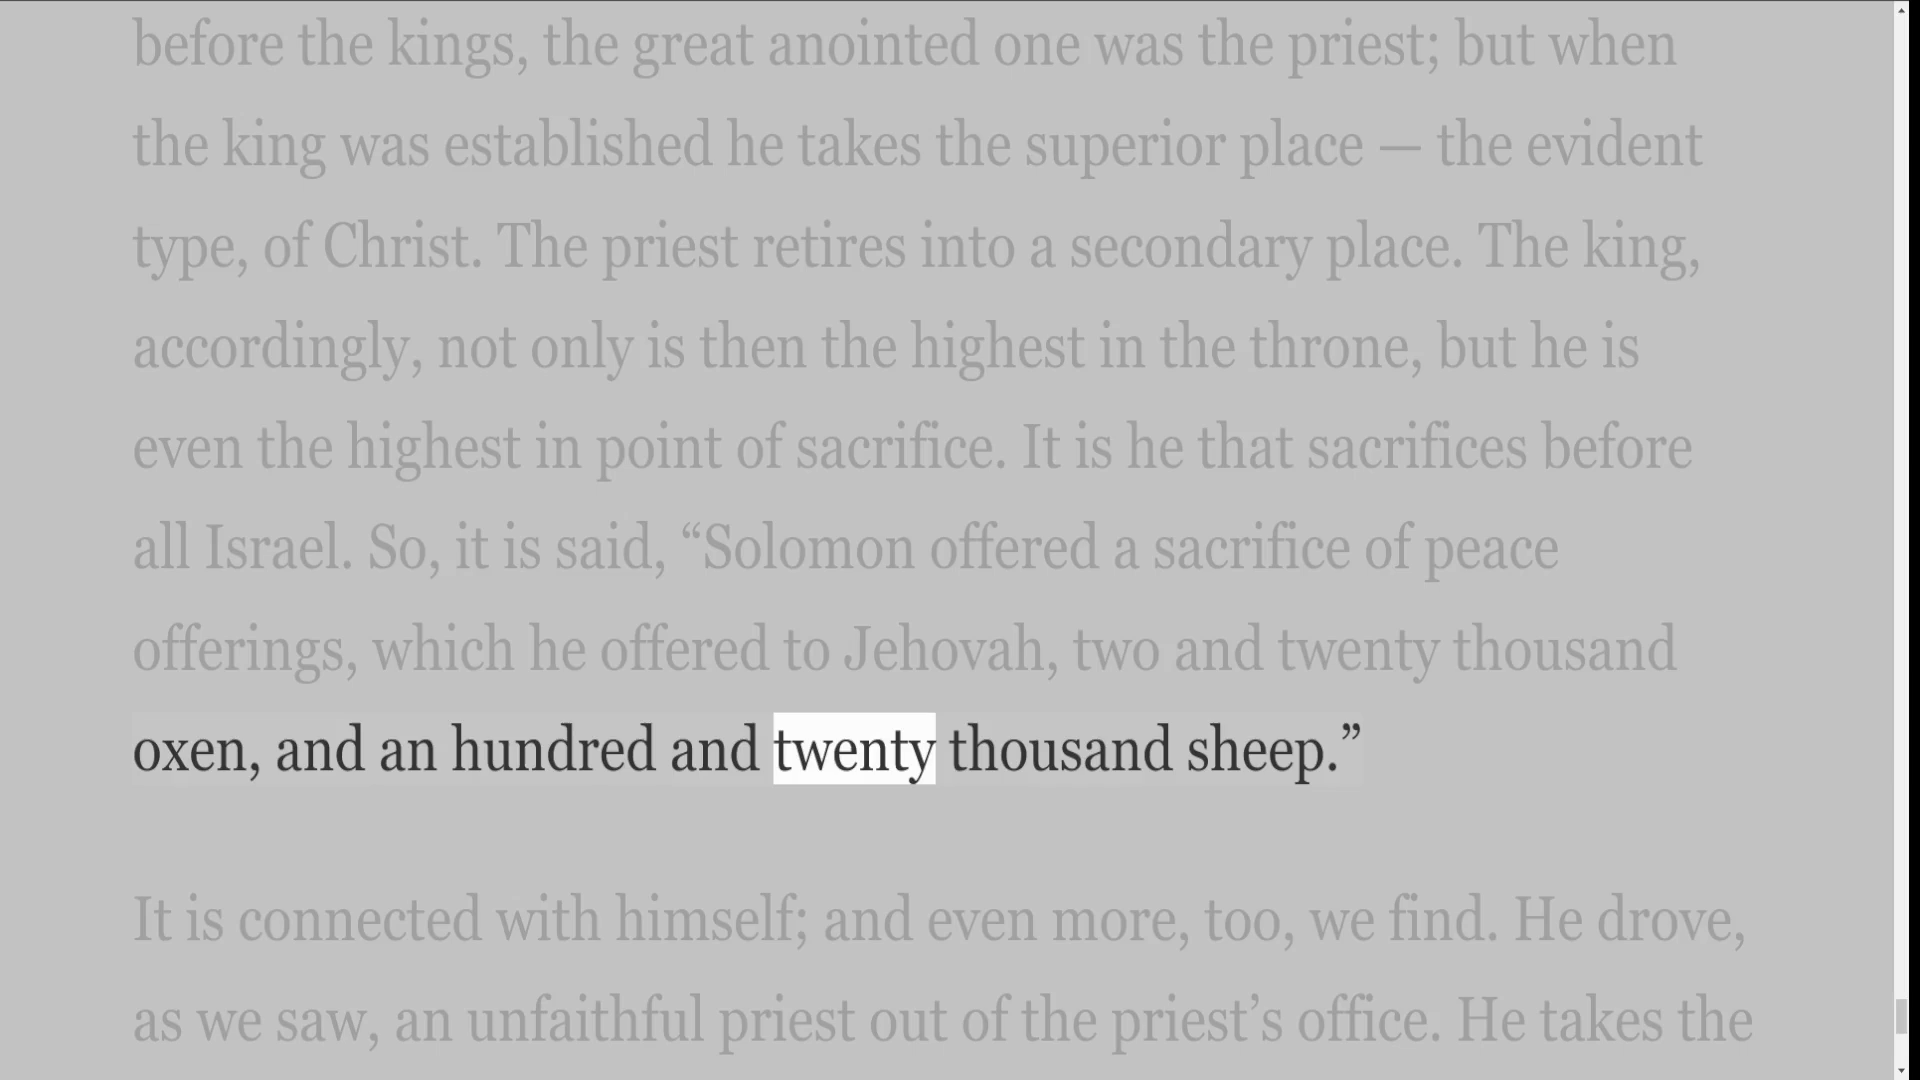 before the kings, the great anointed one was the priest; but when
the king was established he takes the superior place — the evident
type, of Christ. The priest retires into a secondary place. The king,
accordingly, not only is then the highest in the throne, but he is
even the highest in point of sacrifice. It is he that sacrifices before
all Israel. So, it is said, “Solomon offered a sacrifice of peace
offerings, which he offered to Jehovah, two and twenty thousand
oxen, and an hundred and twenty thousand sheep.”
It is connected with himself; and even more, too, we find. He drove,
as we saw, an unfaithful priest out of the priest’s office. He takes the